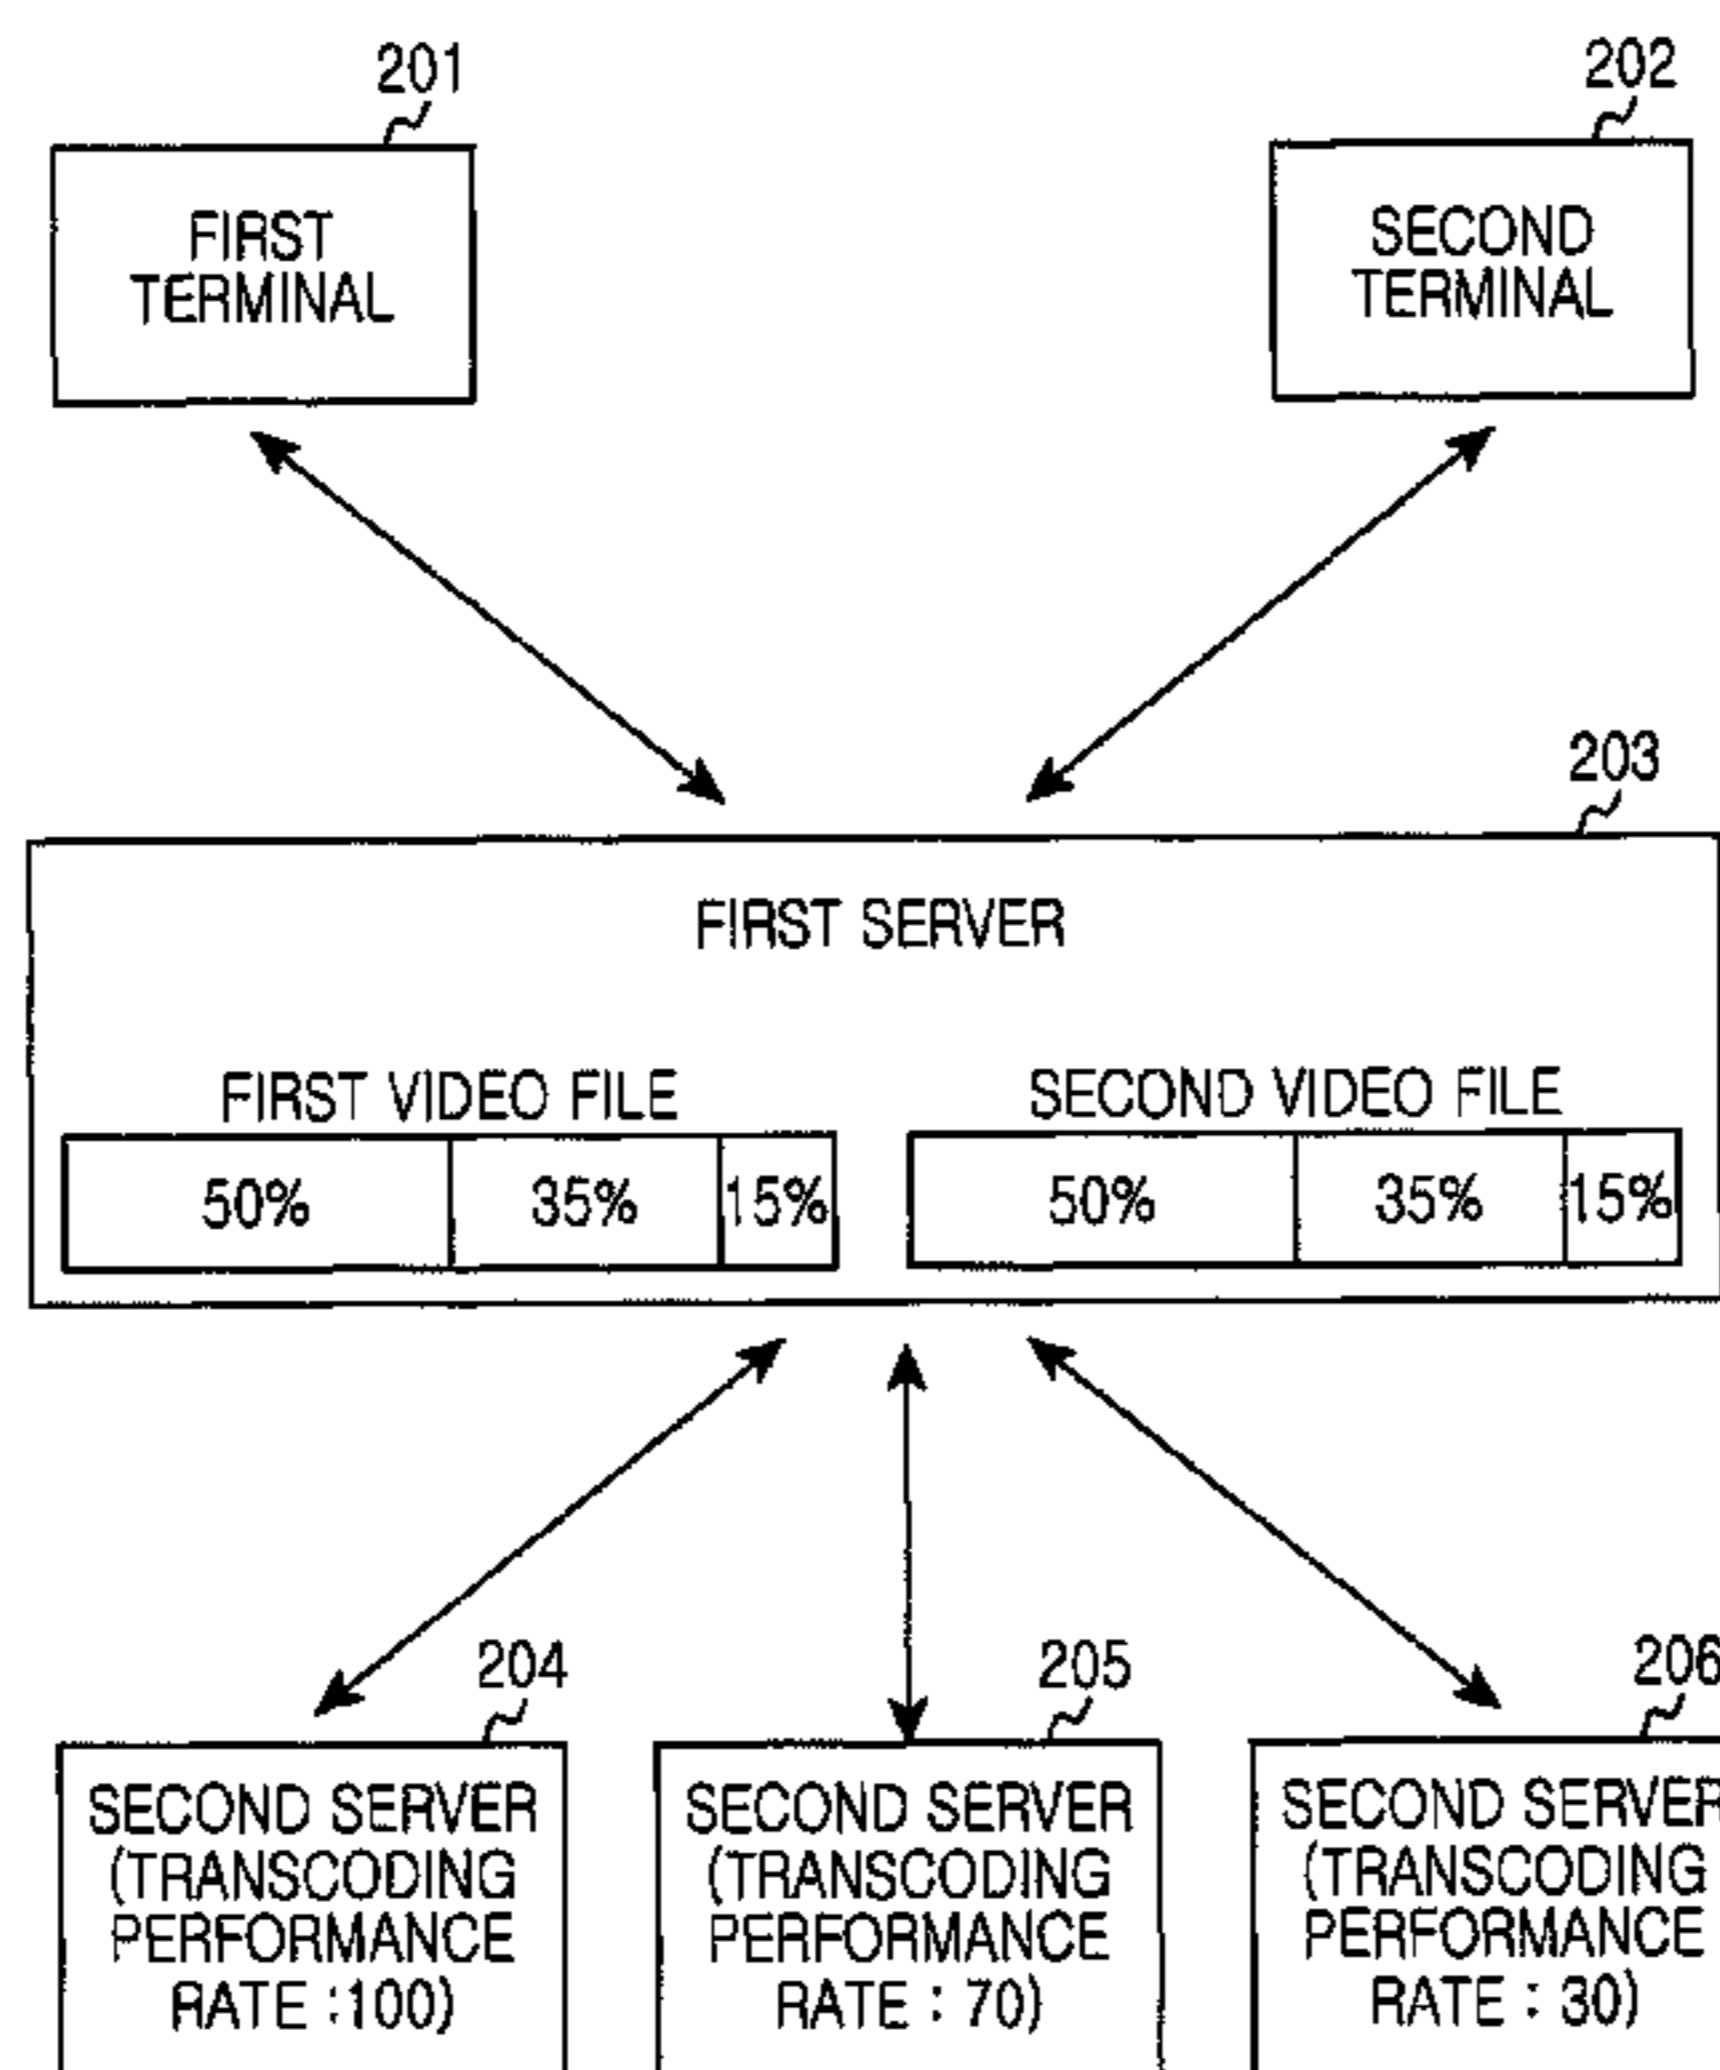 201
202
FIRST
TERMINAL
SECOND
TERMINAL
203
FIRST SERVER
FIRST VIDEO FILE
SECOND VIDEO FILE
50% 35% 15%
50% 35% 15%
204
205
206
SECOND SERVER
(TRANSCODING
PERFORMANCE
RATE :100)
SECOND SERVER
(TRANSCODING
PERFORMANCE
RATE : 70)
SECOND SERVER
(TRANSCODING
PERFORMANCE
RATE : 30)